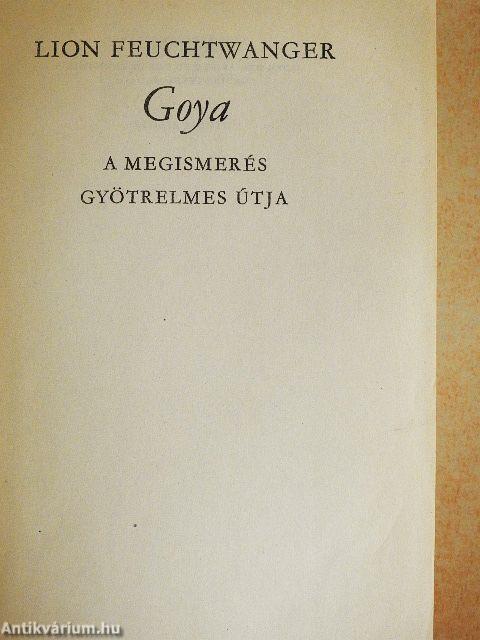 LION FEUCHTWANGER
Goya
A MEGISMERÉS
GYÖTRELMES ÚTJA
Antikvárium.hu